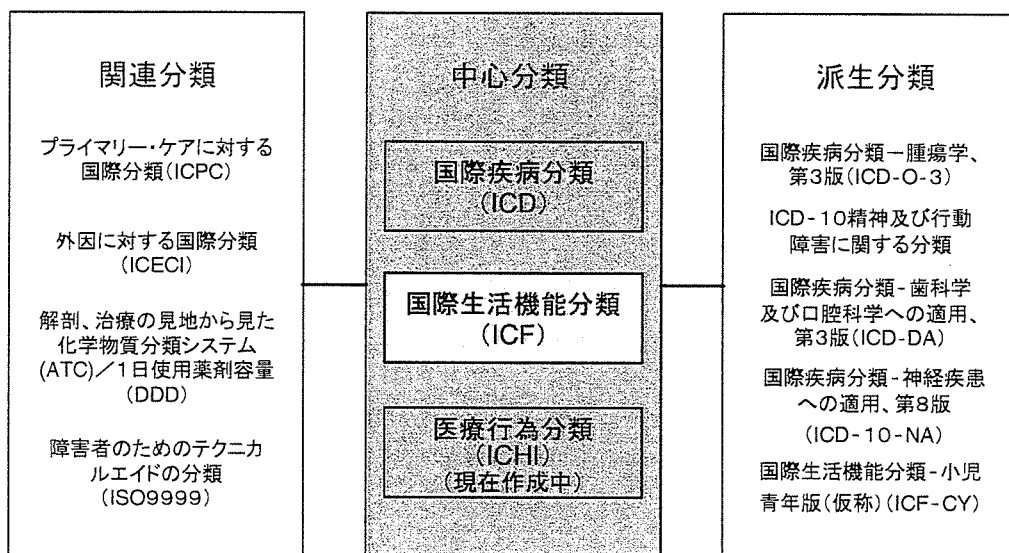 関連分類
プライマリー・ケアに対する
国際分類(ICPC)
外因に対する国際分類
(ICECI)
解剖、治療の見地から見た
化学物質分類システム
(ATC)/1日使用薬剤容量
(DDD)
障害者のためのテクニカ
ルエイドの分類
(ISO9999)
中心分類
国際疾病分類
(ICD)
国際生活機能分類
(ICF)
医療行為分類
(ICHI)
(現在作成中)
派生分類
国際疾病分類ー腫瘍学、
第3版(ICD-O-3)
ICD-10精神及び行動
障害に関する分類
国際疾病分類-歯科学
及び口腔科学への適用、
第3版(ICD-DA)
国際疾病分類-神経疾患
への適用、第8版
(ICD-10-NA)
国際生活機能分類-小児
青年版(仮称)(ICF-CY)